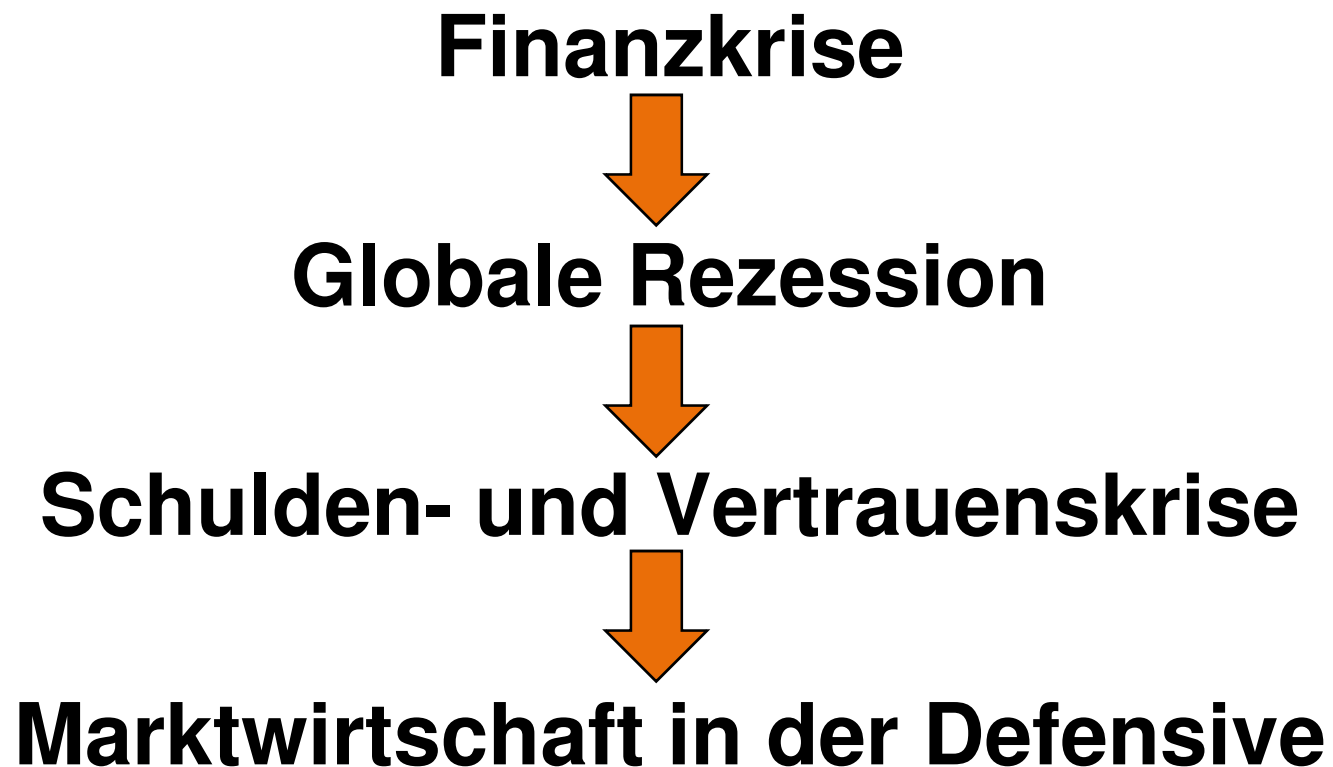 Finanzkrise
Globale Rezession
Schulden- und Vertrauenskrise
Marktwirtschaft in der Defensive